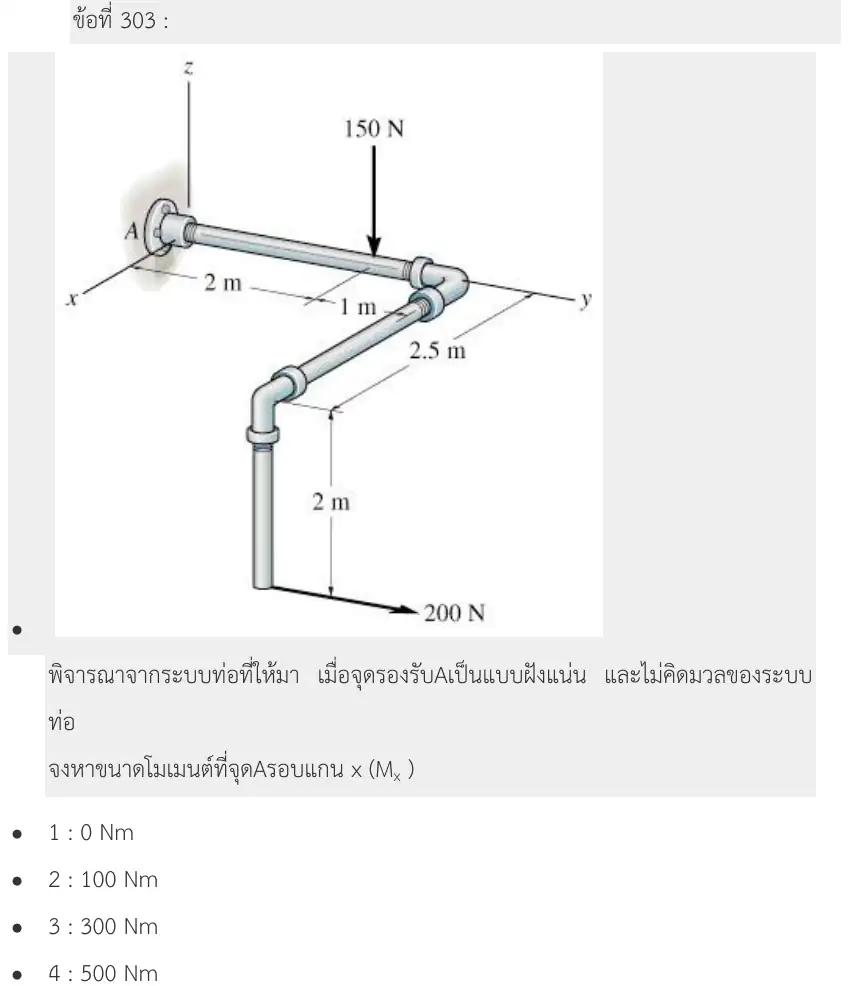 ข้อที่ 303 :
z
150 N
A
2 m
x
1 m
y
2.5 m
2 m
200 N
พิจารณาจากระบบท่อที่ให้มา เมื่อจุดรองรับAเป็นแบบฝังแน่น และไม่คิดมวลของระบบ
ท่อ
จงหาขนาดโมเมนต์ที่จุดAรอบแกน x (Mₓ )
1 : 0 Nm
2 : 100 Nm
3 : 300 Nm
4 : 500 Nm